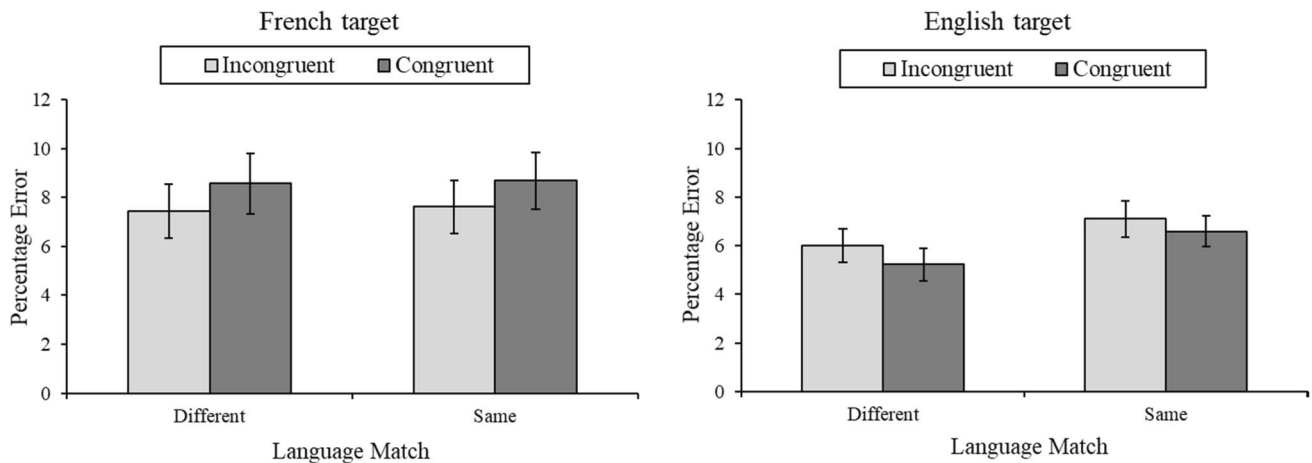 French target
Incongruent Congruent
12
10
8
6
4
2
0
Percentage Error
Different Same
Language Match
English target
Incongruent Congruent
12
10
8
6
4
2
0
Percentage Error
Different Same
Language Match